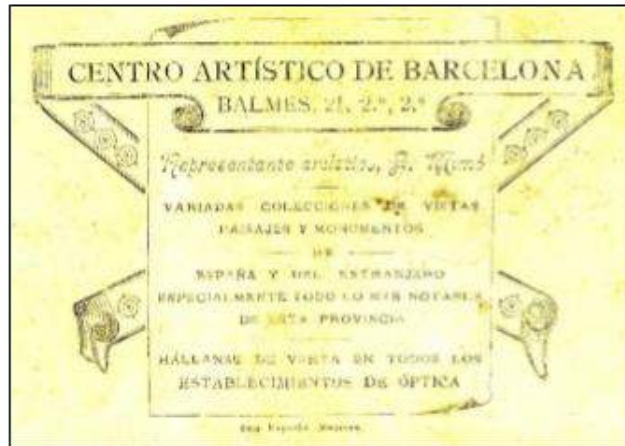 CENTRO ARTÍSTICO DE BARCELONA
BALMES, 21, 2.º, 2.ª
Representante artístico, A.
VARIADAS COLECCIONES DE VISTAS
PAISAJES Y MONUMENTOS
DE
ESPAÑA Y DEL EXTRANJERO
ESPECIALMENTE TODO LO MÁS NOTABLE
DE ESTA PROVINCIA
HÁLLANSE DE VENTA EN TODOS LOS
ESTABLECIMIENTOS DE ÓPTICA